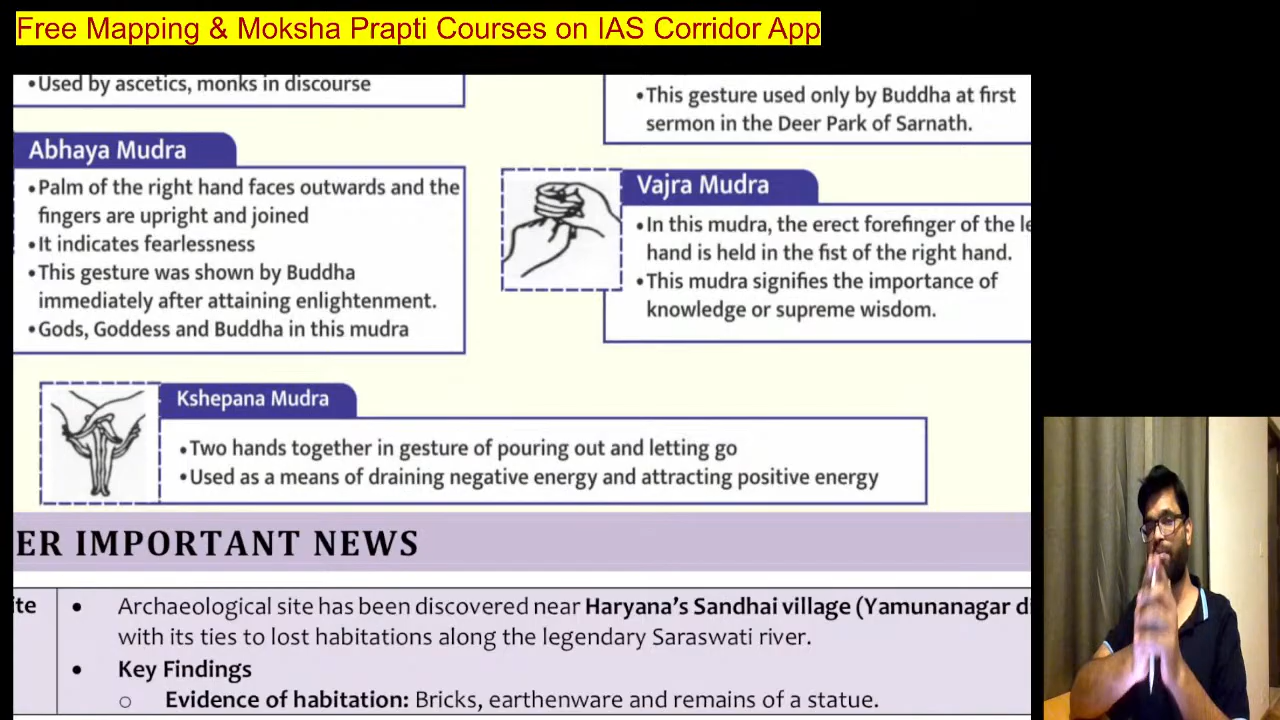 Free Mapping & Moksha Prapti Courses on IAS Corridor App
•Used by ascetics, monks in discourse
•This gesture used only by Buddha at first
sermon in the Deer Park of Sarnath.
Abhaya Mudra
•Palm of the right hand faces outwards and the
fingers are upright and joined
•It indicates fearlessness
•This gesture was shown by Buddha
immediately after attaining enlightenment.
•Gods, Goddess and Buddha in this mudra
Vajra Mudra
•In this mudra, the erect forefinger of the le
hand is held in the fist of the right hand.
•This mudra signifies the importance of
knowledge or supreme wisdom.
Kshepana Mudra
•Two hands together in gesture of pouring out and letting go
•Used as a means of draining negative energy and attracting positive energy
ER IMPORTANT NEWS
ite
• Archaeological site has been discovered near Haryana’s Sandhai village (Yamunanagar di
with its ties to lost habitations along the legendary Saraswati river.
• Key Findings
o Evidence of habitation: Bricks, earthenware and remains of a statue.